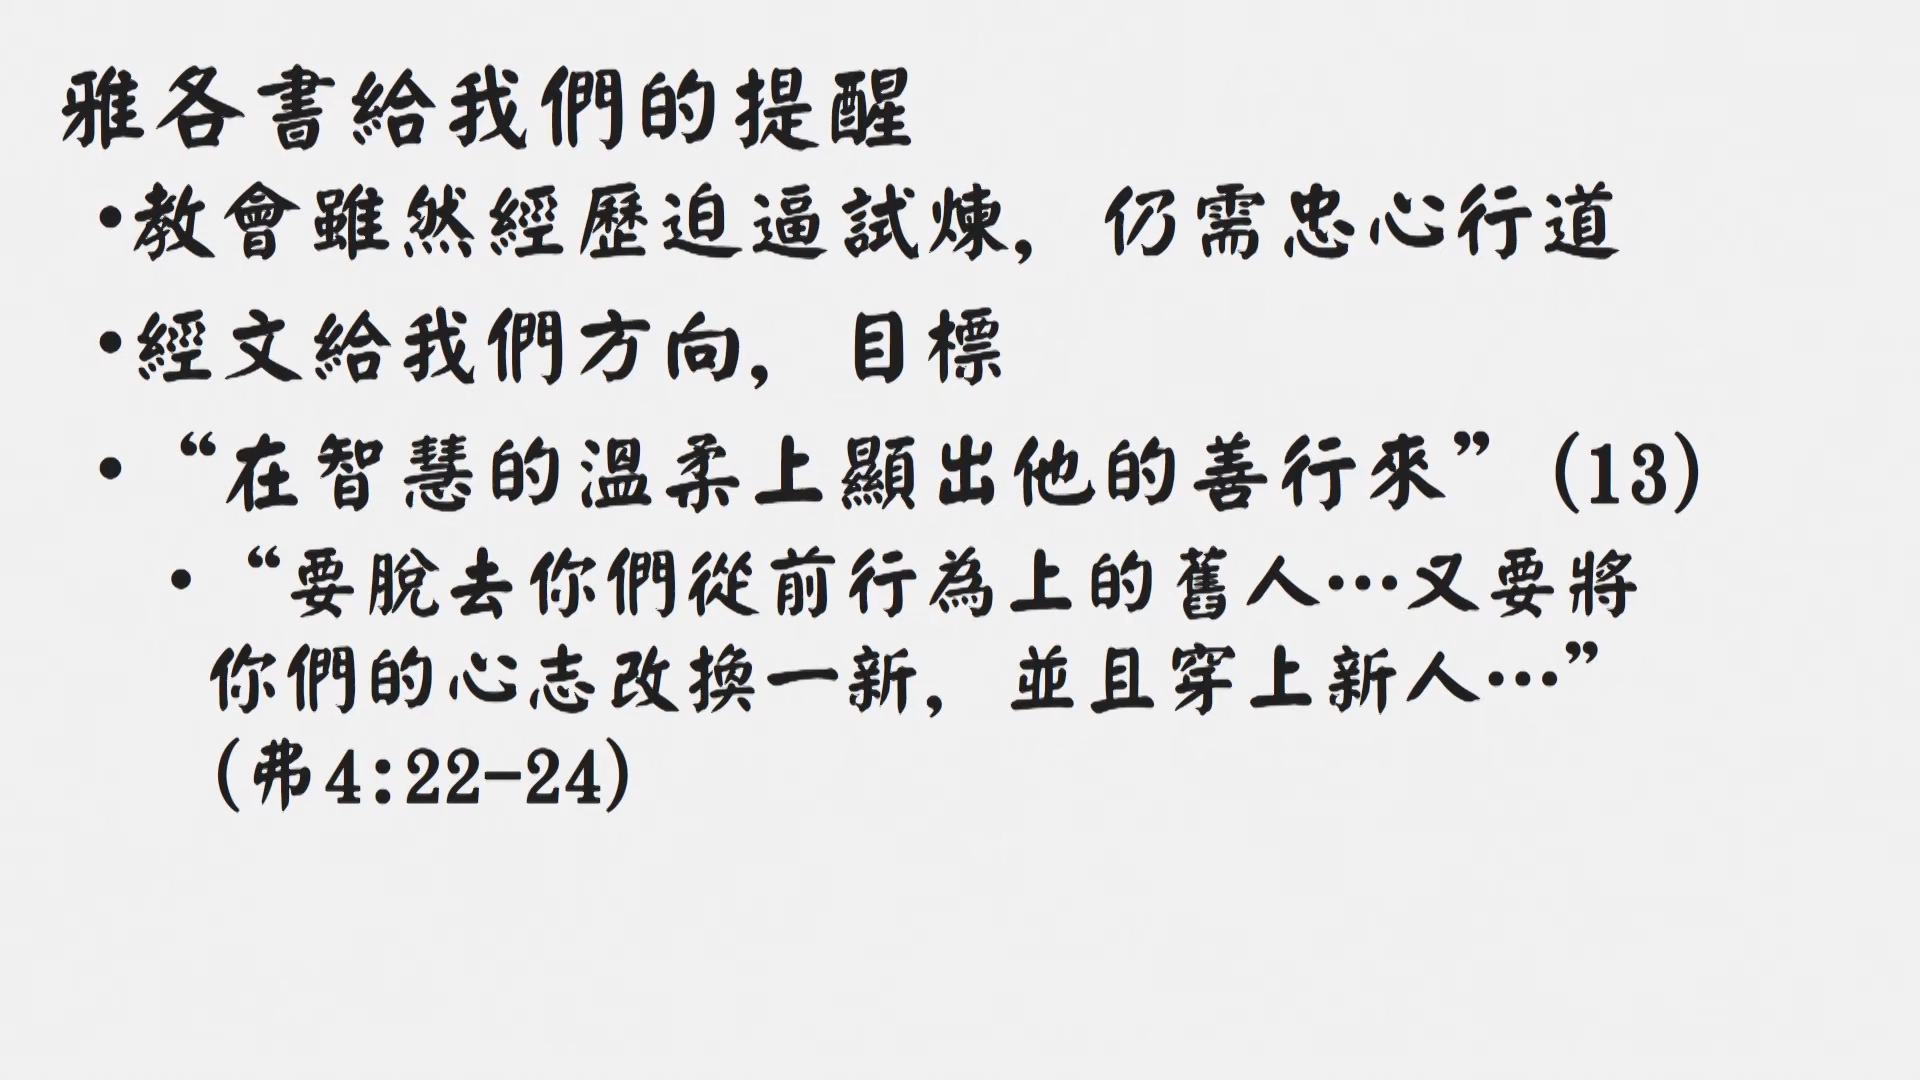 雅各書給我們的提醒
•教會雖然經歷迫逼試煉，仍需忠心行道
•經文給我們方向，目標
•“在智慧的溫柔上顯出他的善行來”(13)
•“要脫去你們從前行為上的舊人…又要將
你們的心志改換一新，並且穿上新人…”
(弗4:22-24)